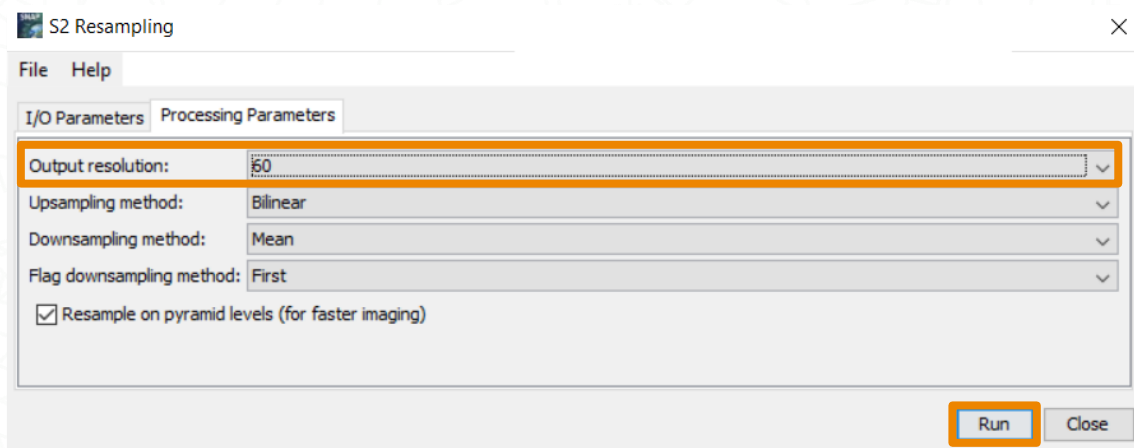 SNAP
S2 Resampling
File Help
I/O Parameters Processing Parameters
Output resolution: 60
Upsampling method: Bilinear
Downsampling method: Mean
Flag downsampling method: First
Resample on pyramid levels (for faster imaging)
Run Close